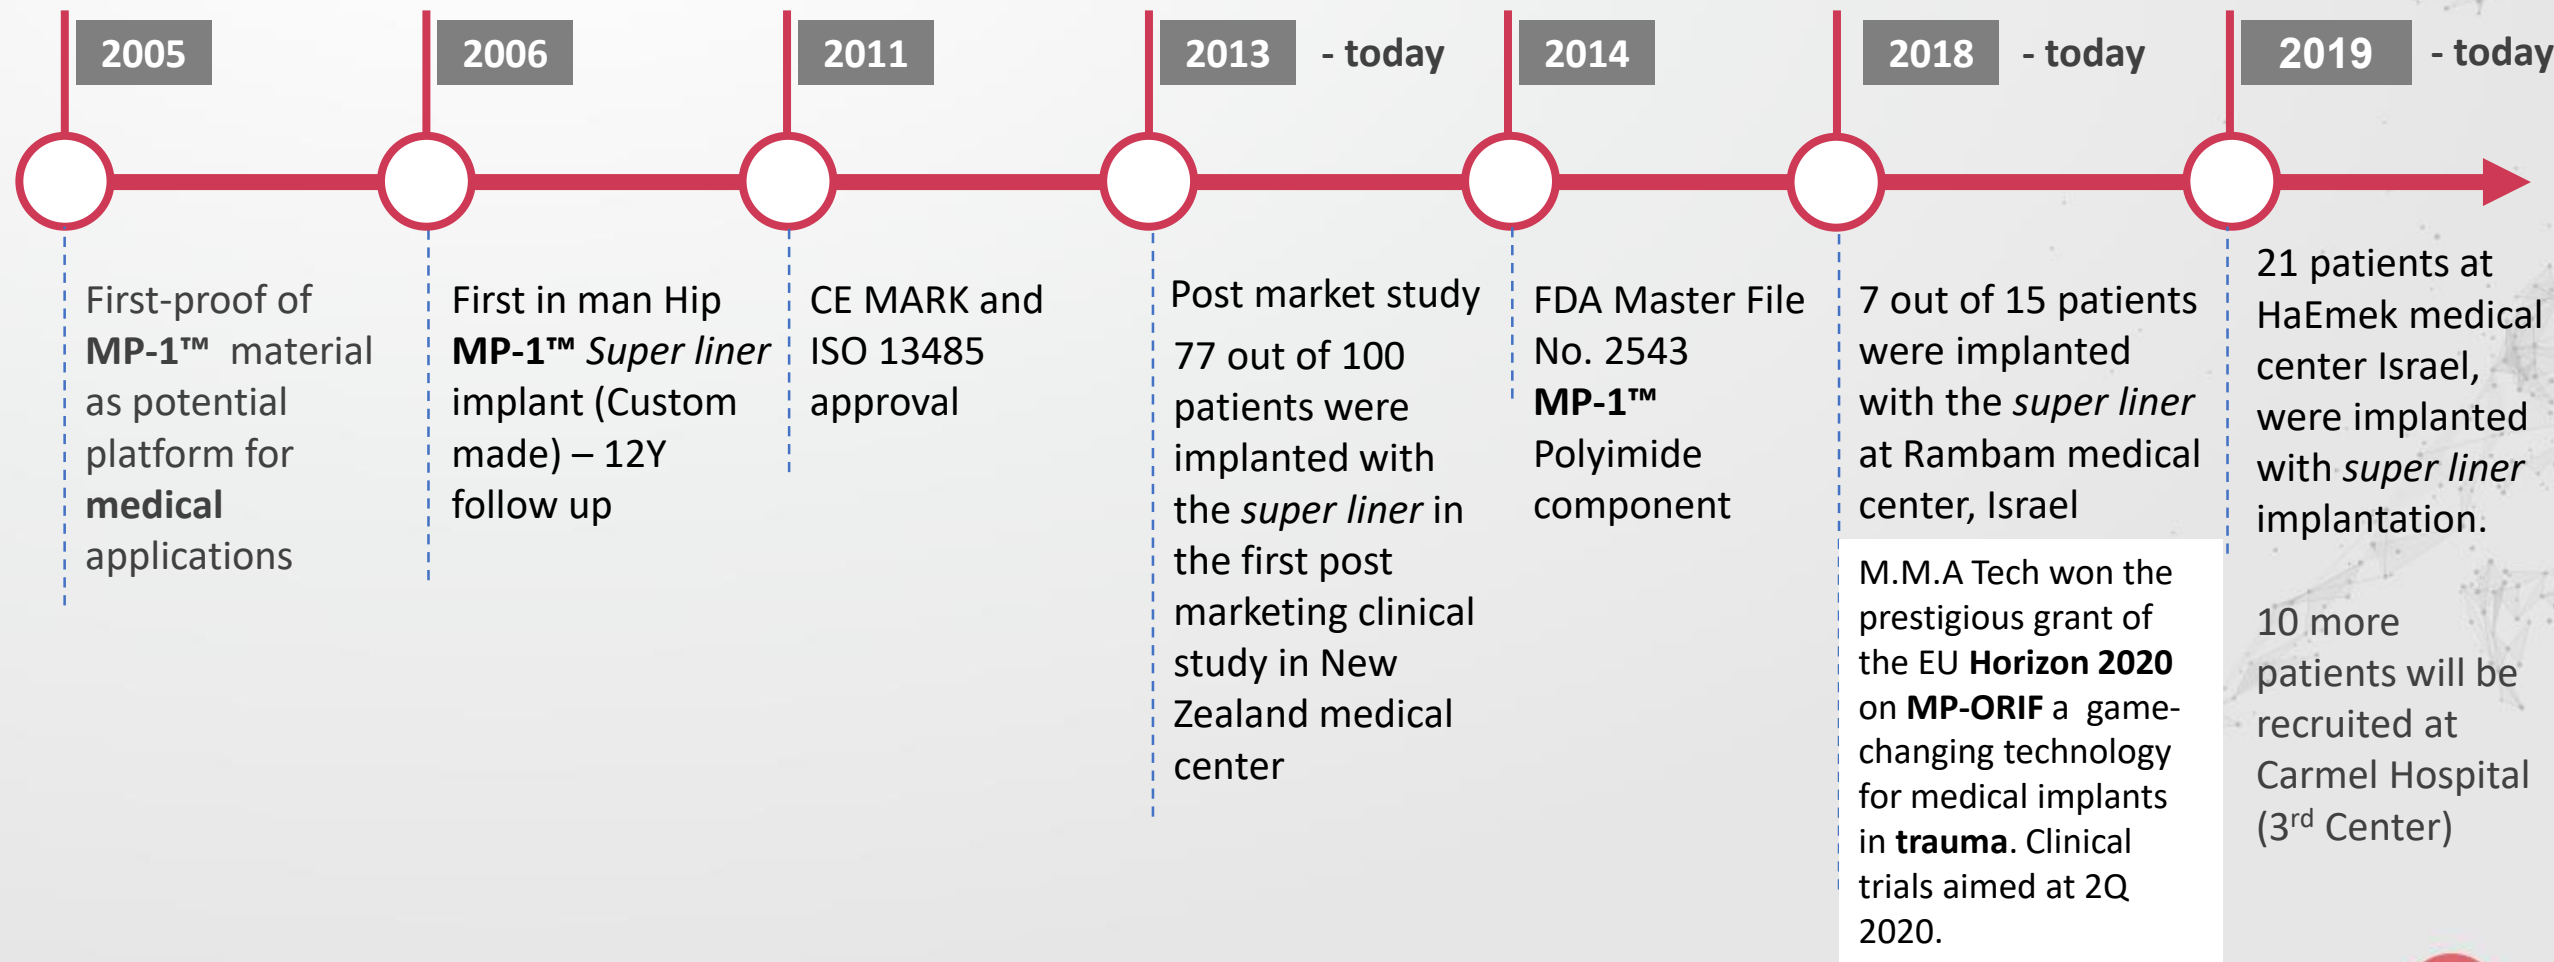 2005
First-proof of
MP-1™ material
as potential
platform for
medical
applications
2006
First in man Hip
MP-1™ Super liner
implant (Custom
made) – 12Y
follow up
2011
CE MARK and
ISO 13485
approval
2013 - today
Post market study
77 out of 100
patients were
implanted with
the super liner in
the first post
marketing clinical
study in New
Zealand medical
center
2014
FDA Master File
No. 2543
MP-1™
Polyimide
component
2018 - today
7 out of 15 patients
were implanted
with the super liner
at Rambam medical
center, Israel
M.M.A Tech won the
prestigious grant of
the EU Horizon 2020
on MP-ORIF a game-
changing technology
for medical implants
in trauma. Clinical
trials aimed at 2Q
2020.
2019 - today
21 patients at
HaEmek medical
center Israel,
were implanted
with super liner
implantation.
10 more
patients will be
recruited at
Carmel Hospital
(3rd Center)